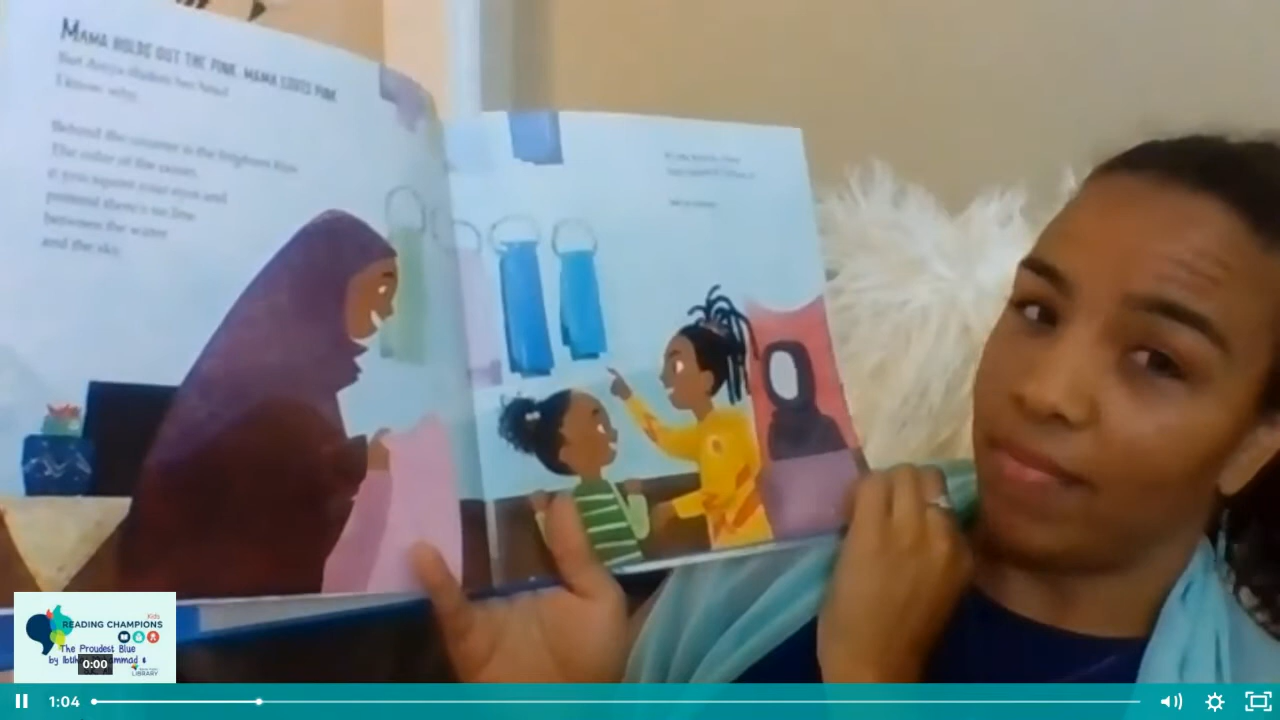 MAMA HOLDS OUT THE PINK. MAMA LOVES PINK.
But Asiya shakes her head.
I know why.
Behind the counter is the brightest blue.
The color of the ocean,
if you squint your eyes and
pretend there's no line
between the water
and the sky.
Kids
READING CHAMPIONS
The Proudest Blue
by Ibtihaj
&
LIBRARY
0:00
1:04